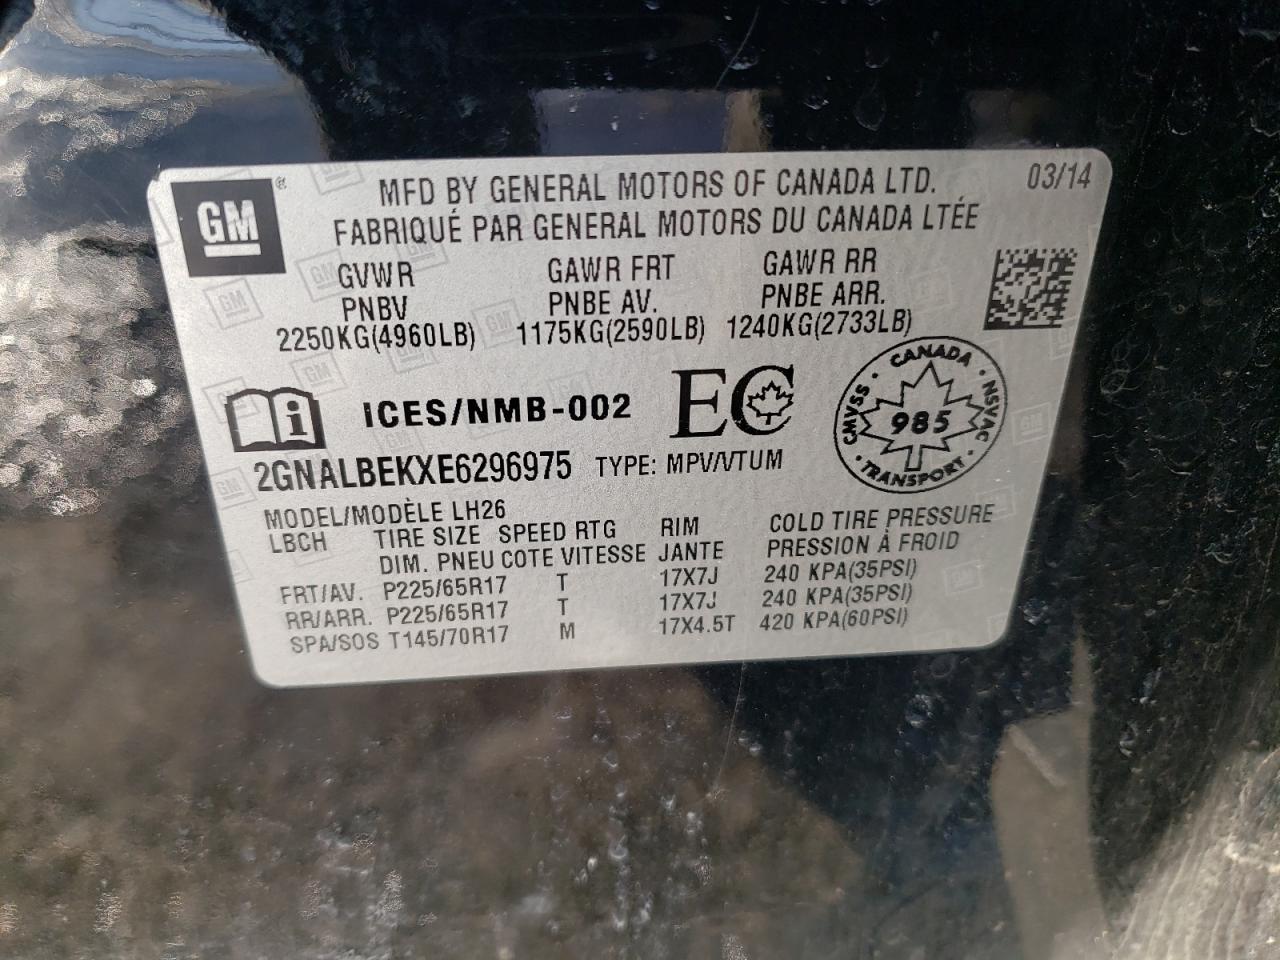 GM ®
MFD BY GENERAL MOTORS OF CANADA LTD. 03/14
FABRIQUÉ PAR GENERAL MOTORS DU CANADA LTÉE
GVWR GAWR FRT GAWR RR
PNBV PNBE AV. PNBE ARR.
2250KG(4960LB) 1175KG(2590LB) 1240KG(2733LB)
ICES/NMB-002 EC
CANADA
CMVSS · 985 · NSVAC
· TRANSPORT ·
2GNALBEKXE6296975 TYPE: MPV/VTUM
MODEL/MODÈLE LH26
LBCH TIRE SIZE SPEED RTG RIM COLD TIRE PRESSURE
DIM. PNEU COTE VITESSE JANTE PRESSION À FROID
FRT/AV. P225/65R17 T 17X7J 240 KPA(35PSI)
RR/ARR. P225/65R17 T 17X7J 240 KPA(35PSI)
SPA/SOS T145/70R17 M 17X4.5T 420 KPA(60PSI)